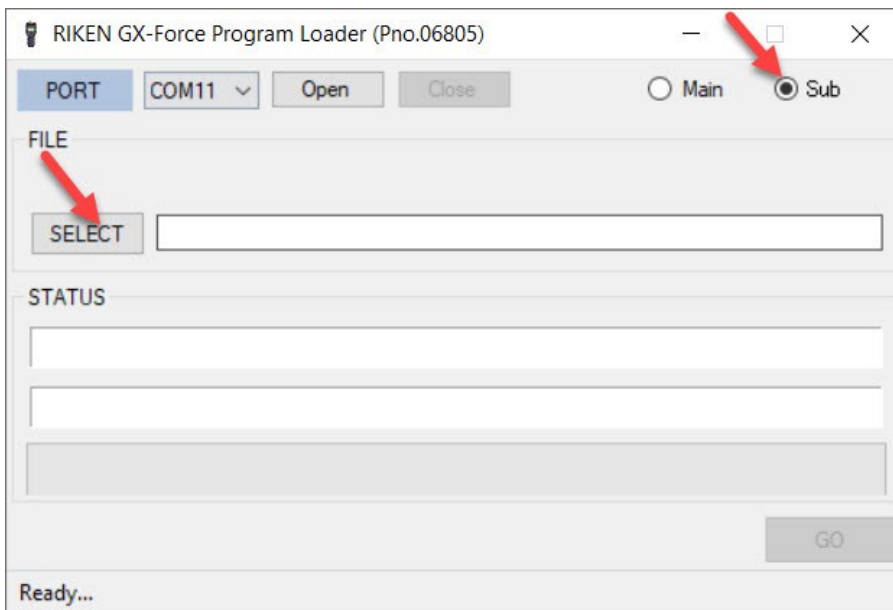 RIKEN GX-Force Program Loader (Pno.06805)
PORT COM11 Open Close Main Sub
FILE
SELECT
STATUS
GO
Ready...